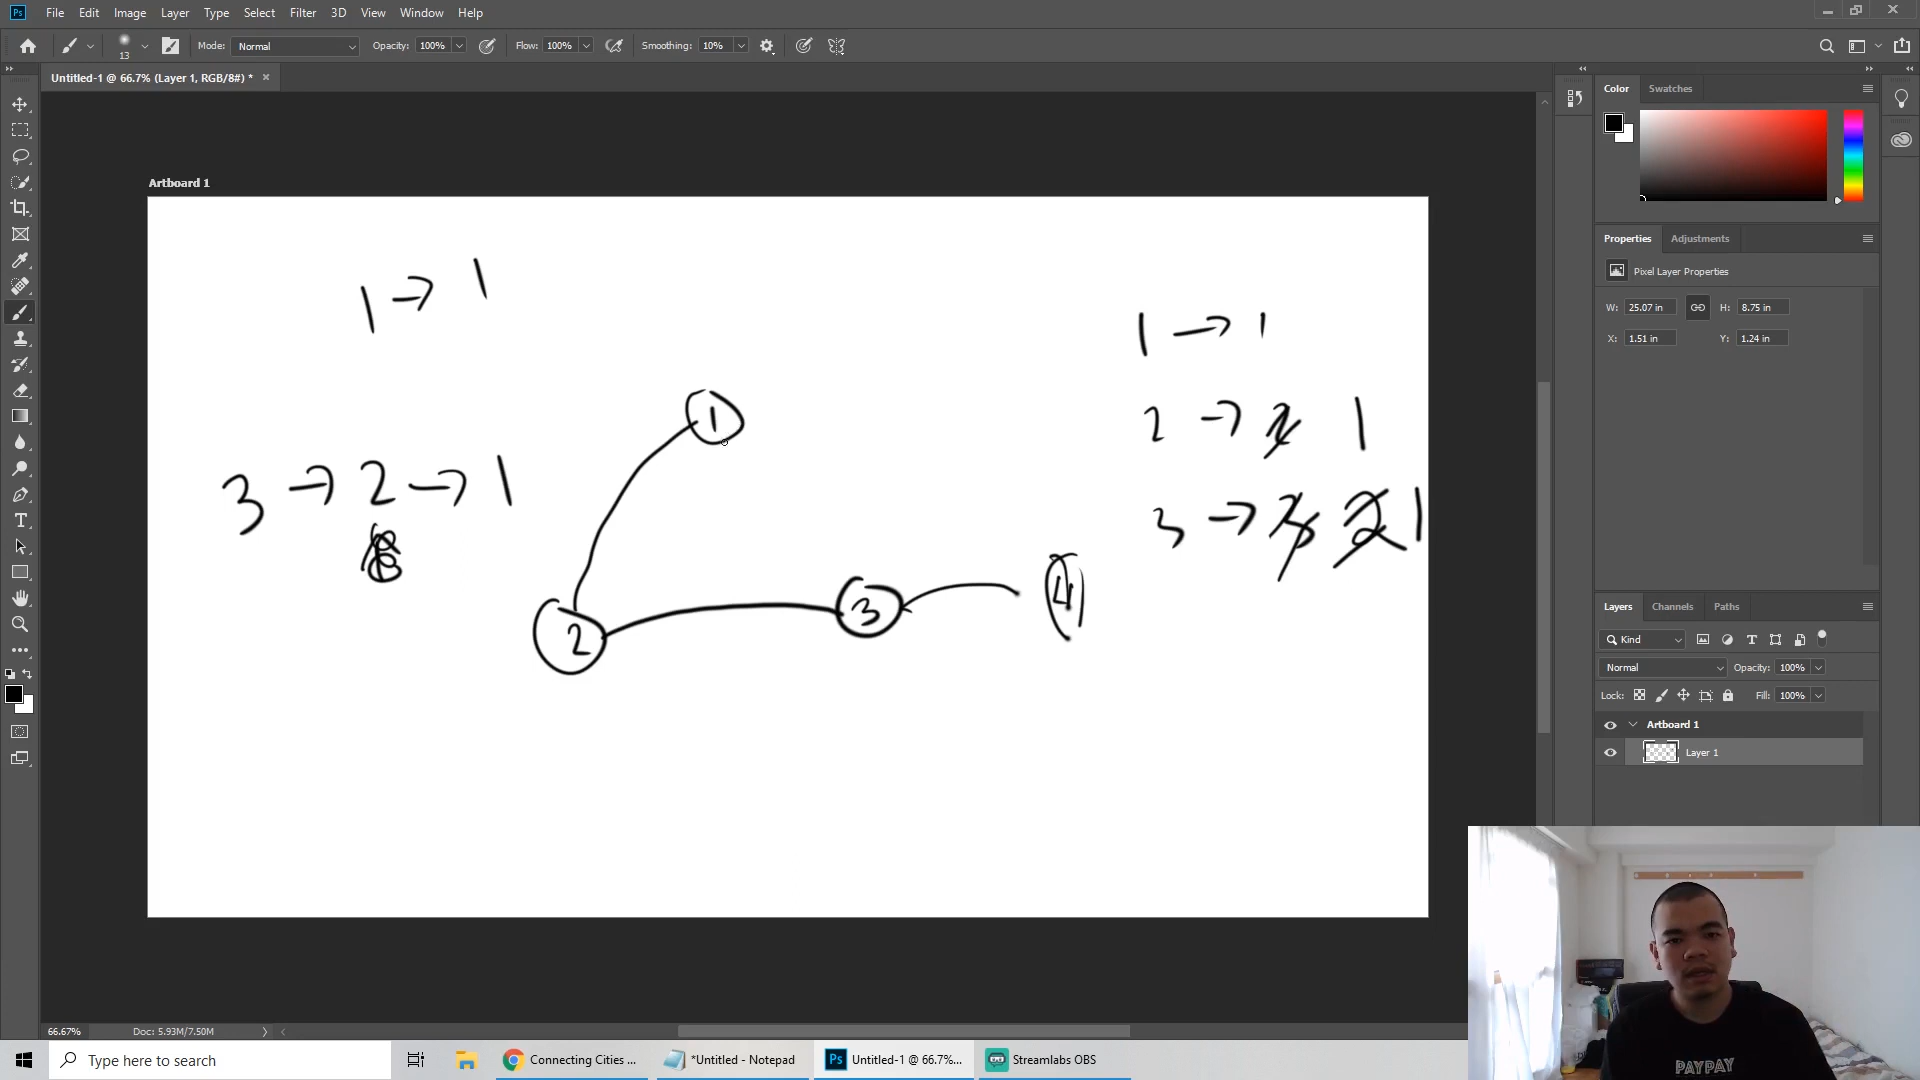 Ps File Edit Image Layer Type Select Filter 3D View Window Help
13 Mode: Normal Opacity: 100% Flow: 100% Smoothing: 10%
Untitled-1 @ 66.7% (Layer 1, RGB/8#) *
Color Swatches
Artboard 1
Properties Adjustments
Pixel Layer Properties
W: 25.07 in H: 8.75 in
X: 1.51 in Y: 1.24 in
1 → 1
1 → 1
1
2 → 2 1
3 → 2 → 1
3 → 3 2 1
2 3 4
Layers Channels Paths
Kind
Normal Opacity: 100%
Lock: Fill: 100%
Artboard 1
Layer 1
PAYPAY
66.67% Doc: 5.93M/7.50M
Type here to search
Connecting Cities ...
*Untitled - Notepad
Ps Untitled-1 @ 66.7%...
Streamlabs OBS